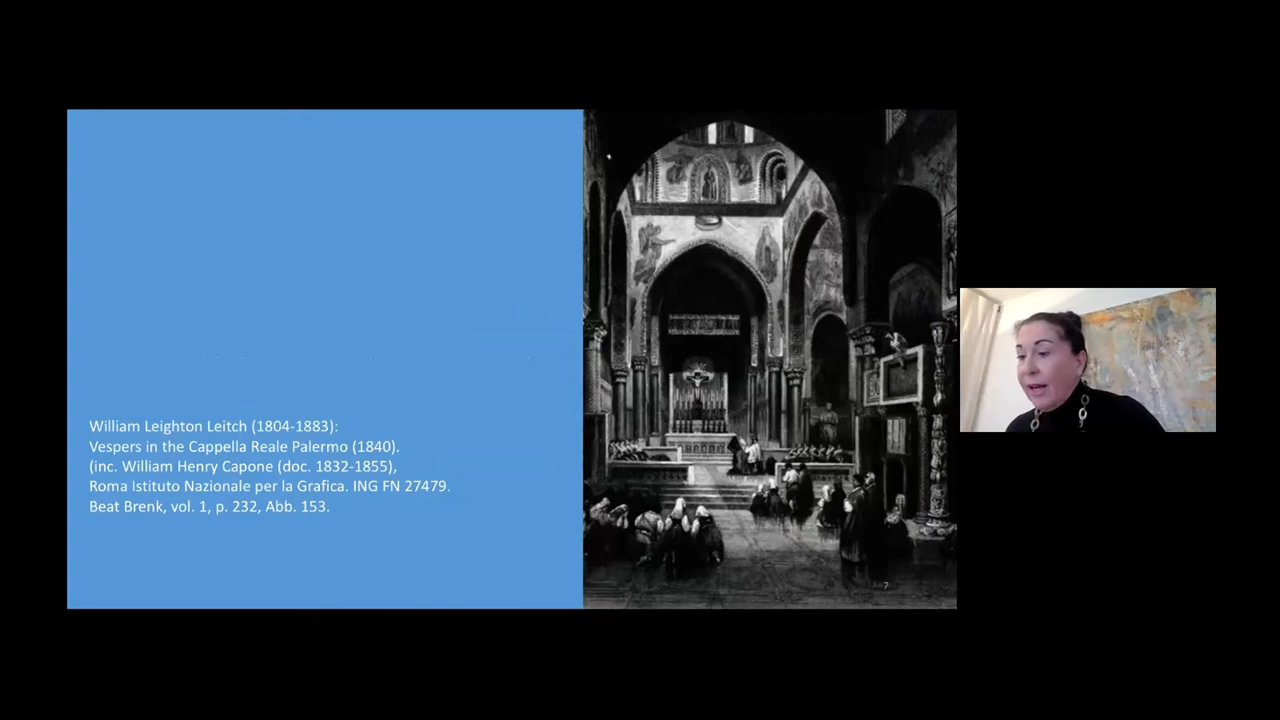 William Leighton Leitch (1804-1883):
Vespers in the Cappella Reale Palermo (1840).
(inc. William Henry Capone (doc. 1832-1855),
Roma Istituto Nazionale per la Grafica. ING FN 27479.
Beat Brenk, vol. 1, p. 232, Abb. 153.
7